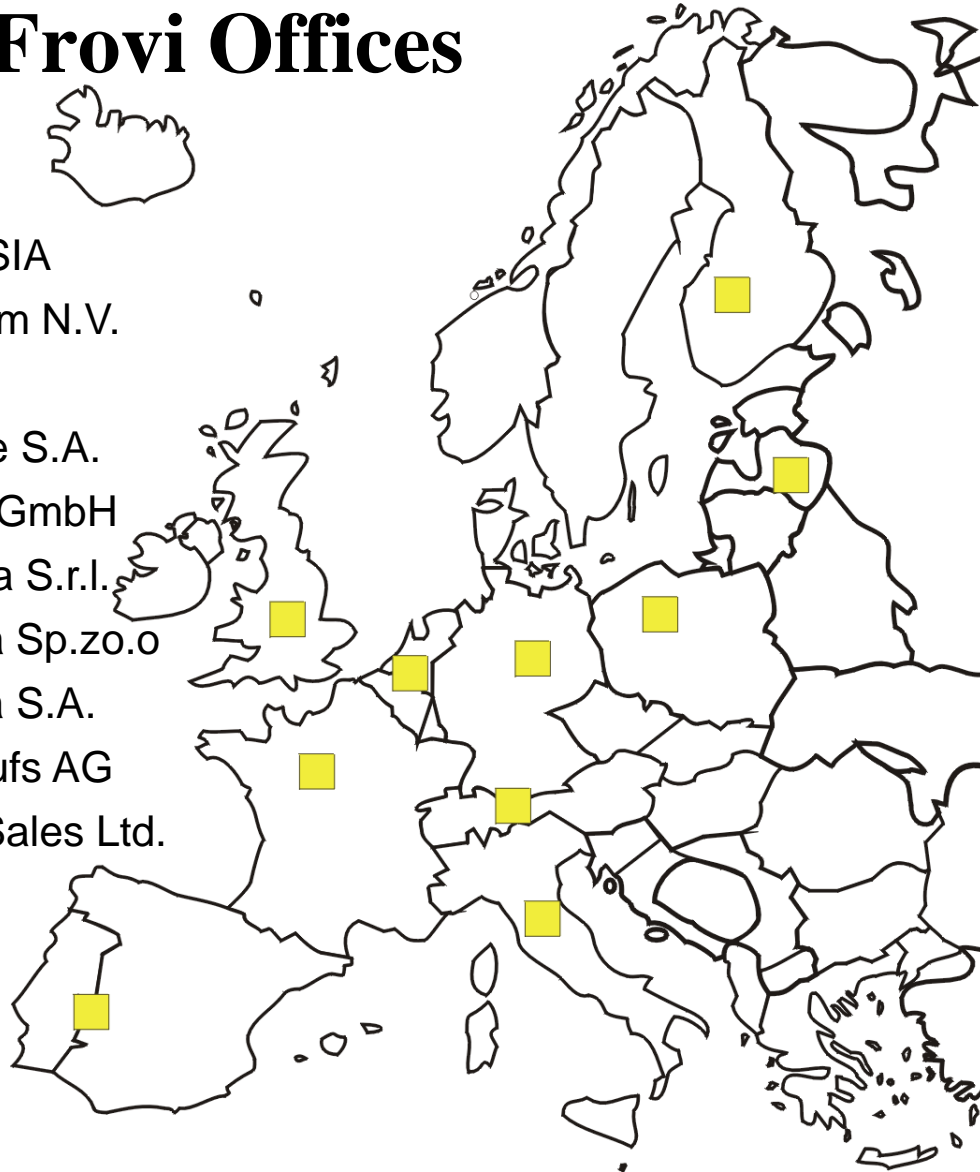 Frovi Offices
SIA
m N.V.
e S.A.
GmbH
a S.r.l.
a Sp.zo.o
a S.A.
ufs AG
Sales Ltd.